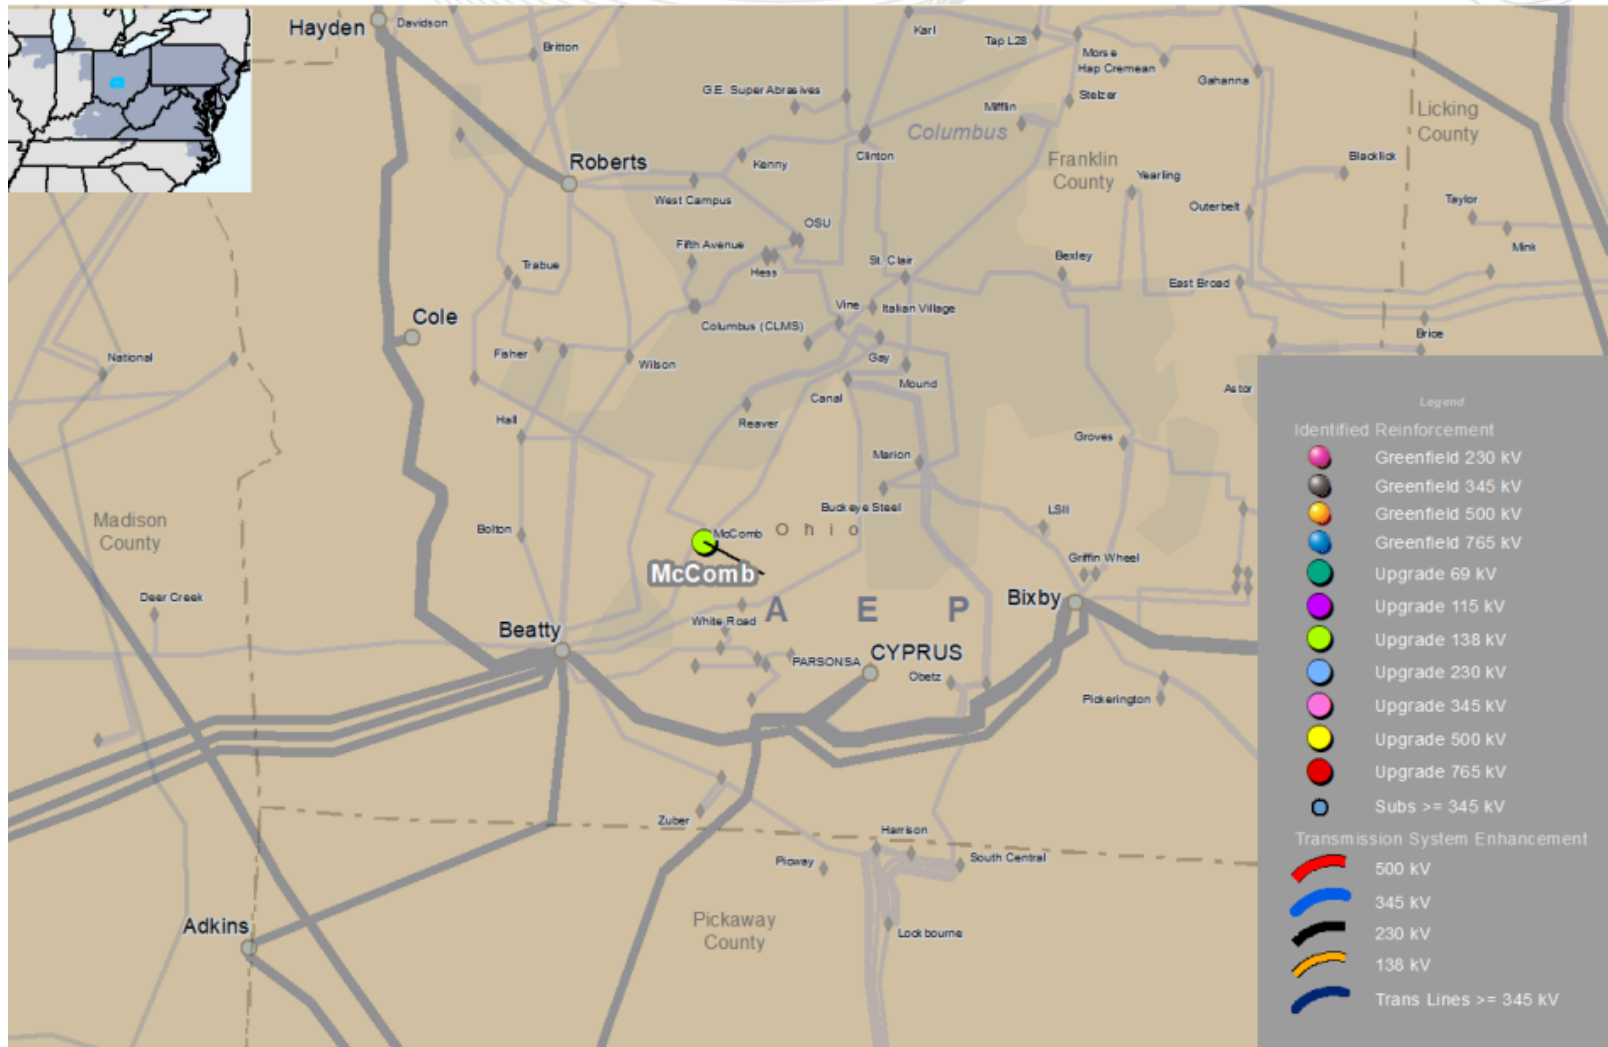 Hayden
Davidson
Britton
Karl
Tap L28
Morse
Hap Cremean
Gahanna
G.E. Super Abrasives
Stelzer
Mifflin
Licking
County
Columbus
Clinton
Franklin
County
Blacklick
Roberts
Kenny
Yearling
West Campus
Outerbelt
Taylor
OSU
Fifth Avenue
Hess
St. Clair
Bexley
Mink
Trabue
East Broad
Cole
Vine
Italian Village
Columbus (CLMS)
Brice
National
Fisher
Wilson
Gay
Mound
Canal
Astor
Hall
Reaver
Groves
Marion
Buckeye Steel
LSII
Madison
County
Bolton
McComb
Ohio
McComb
Griffin Wheel
Deer Creek
Bixby
A E P
White Road
Beatty
PARSONSA
CYPRUS
Obetz
Pickerington
Zuber
Harrison
Picway
South Central
Adkins
Pickaway
County
Lockbourne
Legend
Identified Reinforcement
Greenfield 230 kV
Greenfield 345 kV
Greenfield 500 kV
Greenfield 765 kV
Upgrade 69 kV
Upgrade 115 kV
Upgrade 138 kV
Upgrade 230 kV
Upgrade 345 kV
Upgrade 500 kV
Upgrade 765 kV
Subs >= 345 kV
Transmission System Enhancement
500 kV
345 kV
230 kV
138 kV
Trans Lines >= 345 kV